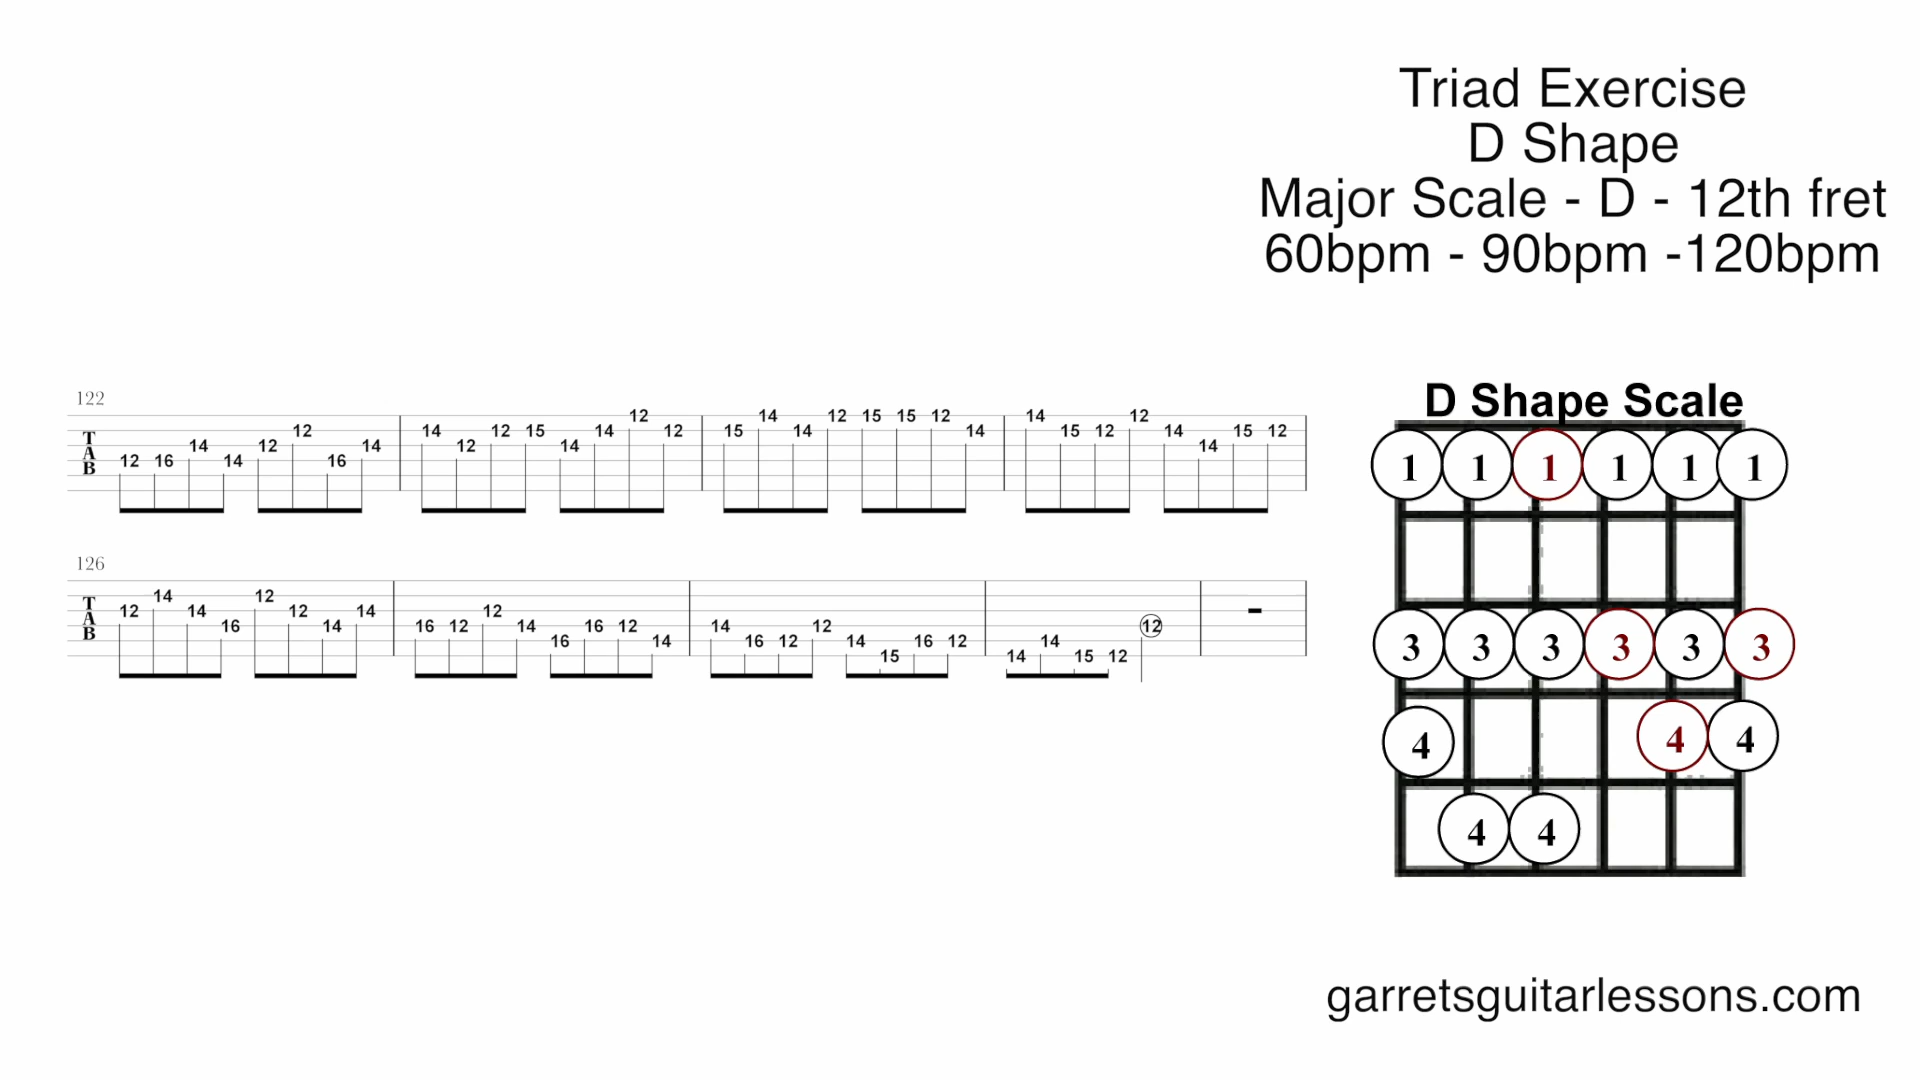 Triad Exercise
D Shape
Major Scale - D - 12th fret
60bpm - 90bpm -120bpm
122
T
A
B
12 16 14 14 12 12 16 14 14 12 12 15 14 14 12 12 15 14 14 12 15 15 12 14 14 15 12 12 14 14 15 12
126
T
A
B
12 14 14 16 12 12 14 14 16 12 12 14 16 16 12 14 14 16 12 12 14 15 16 12 14 14 15 12 12
D Shape Scale
1 1 1 1 1 1
3 3 3 3 3 3
4 4 4
4 4
garretsguitarlessons.com